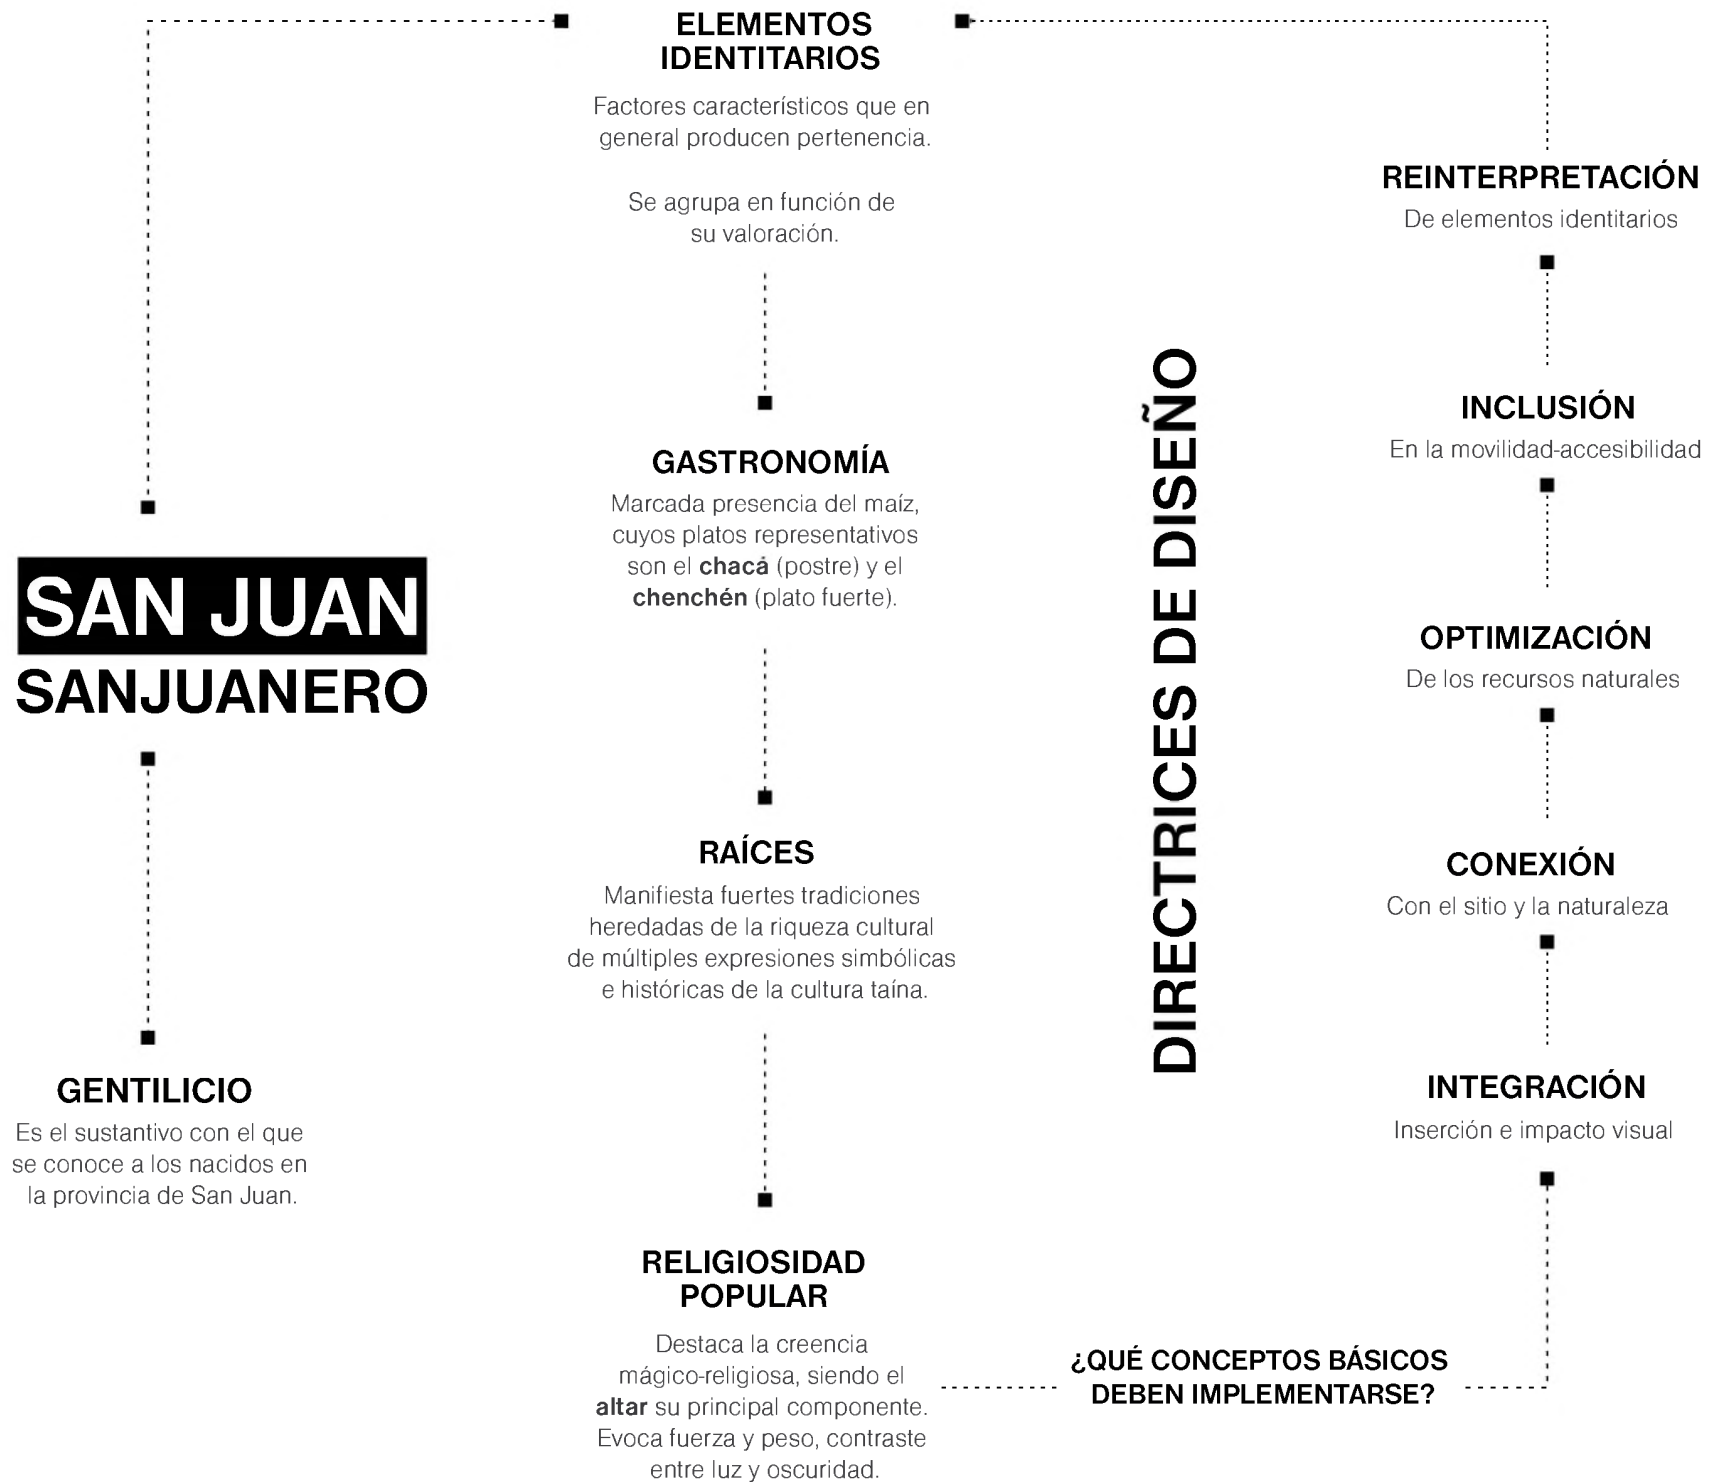 SAN JUAN
SANJUANERO
GENTILICIO
Es el sustantivo con el que
se conoce a los nacidos en
la provincia de San Juan.
ELEMENTOS
IDENTITARIOS
Factores característicos que en
general producen pertenencia.
Se agrupa en función de
su valoración.
GASTRONOMÍA
Marcada presencia del maíz,
cuyos platos representativos
son el chacá (postre) y el
chenchén (plato fuerte).
RAÍCES
Manifiesta fuertes tradiciones
heredadas de la riqueza cultural
de múltiples expresiones simbólicas
e históricas de la cultura taína.
RELIGIOSIDAD
POPULAR
Destaca la creencia
mágico-religiosa, siendo el
altar su principal componente.
Evoca fuerza y peso, contraste
entre luz y oscuridad.
¿QUÉ CONCEPTOS BÁSICOS
DEBEN IMPLEMENTARSE?
DIRECTRICES DE DISEÑO
REINTERPRETACIÓN
De elementos identitarios
INCLUSIÓN
En la movilidad-accesibilidad
OPTIMIZACIÓN
De los recursos naturales
CONEXIÓN
Con el sitio y la naturaleza
INTEGRACIÓN
Inserción e impacto visual